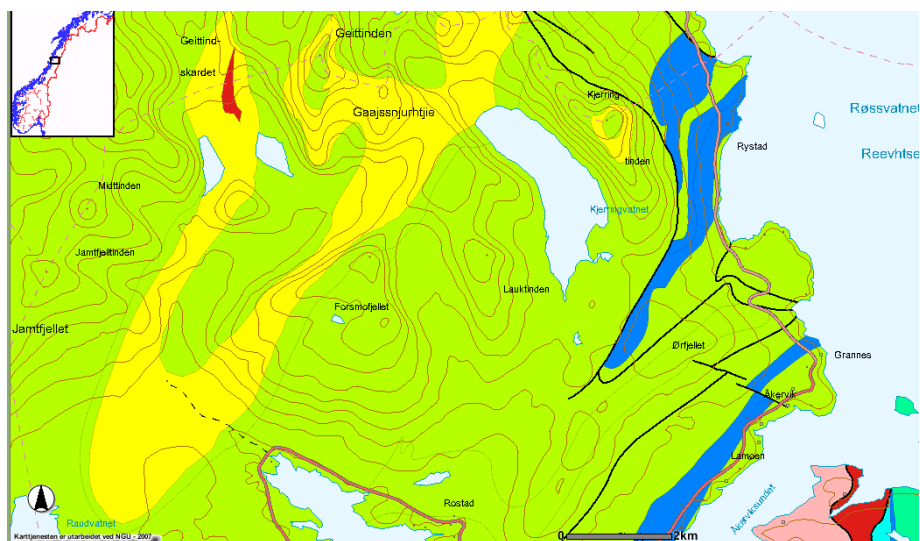 Geittinden
Geittind-
skardet
Gaajssnjurhtjie
Kjerring
tinden
Røssvatnet
Reevhtse
Rystad
Midttinden
Kjerringvatnet
Jamtfjelltinden
Lauktinden
Forsmofjellet
Jamtfjellet
Ørfjellet
Grannes
Åkervik
Lamoen
Rostad
Åkerviksundet
Raudvatnet
Karttjenesten er utarbeidet ved NGU - 2007
0
2km